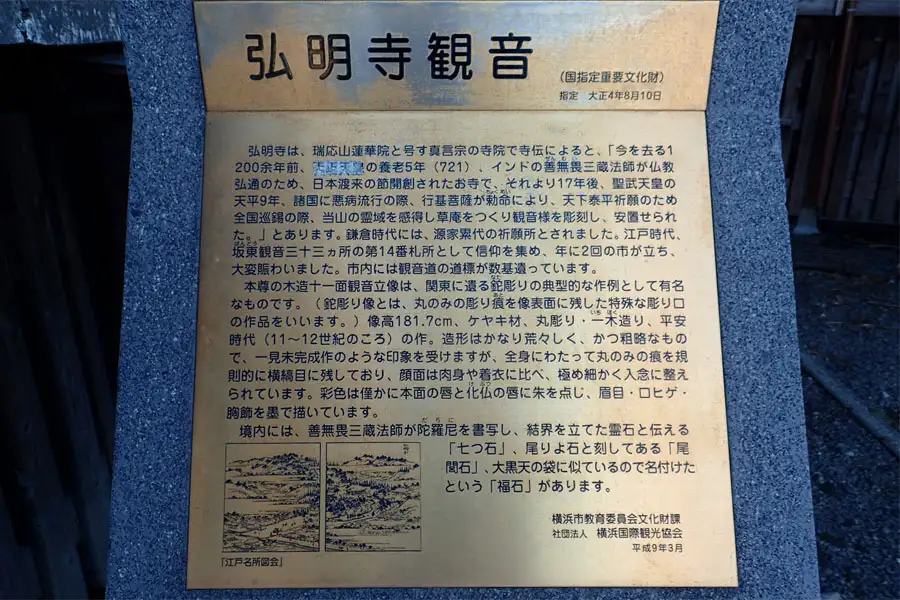 弘明寺観音
（国指定重要文化財）
指定　大正4年8月10日
弘明寺は、瑞応山蓮華院と号す真言宗の寺院で寺伝によると、「今を去る1
200余年前、の養老5年（721）、インドの善無畏三蔵法師が仏教
弘通のため、日本渡来の節開創されたお寺で、それより17年後、聖武天皇の
天平9年、諸国に悪病流行の際、行基菩薩が勅命により、天下泰平祈願のため
全国巡錫の際、当山の霊域を感得し草庵をつくり観音様を彫刻し、安置せられ
た。」とあります。鎌倉時代には、源家累代の祈願所とされました。江戸時代、
坂東観音三十三ヵ所の第14番札所として信仰を集め、年に2回の市が立ち、
大変賑わいました。市内には観音道の道標が数基遺っています。
本尊の木造十一面観音立像は、関東に遺る鉈彫りの典型的な作例として有名
なものです。（鉈彫り像とは、丸のみの彫り痕を像表面に残した特殊な彫り口
の作品をいいます。）像高181.7cm、ケヤキ材、丸彫り・一木造り、平安
時代（11～12世紀のころ）の作。造形はかなり荒々しく、かつ粗略なもの
で、一見未完成作のような印象を受けますが、全身にわたって丸のみの痕を規
則的に横縞目に残しており、顔面は肉身や着衣に比べ、極め細かく入念に整え
られています。彩色は僅かに本面の唇と化仏の唇に朱を点じ、眉目・口ヒゲ・
胸飾を墨で描いています。
境内には、善無畏三蔵法師が陀羅尼を書写し、結界を立てた霊石と伝える
「七つ石」、尾りよ石と刻してある「尾
閭石」、大黒天の袋に似ているので名付けた
という「福石」があります。
横浜市教育委員会文化財課
社団法人　横浜国際観光協会
平成9年3月
「江戸名所図会」